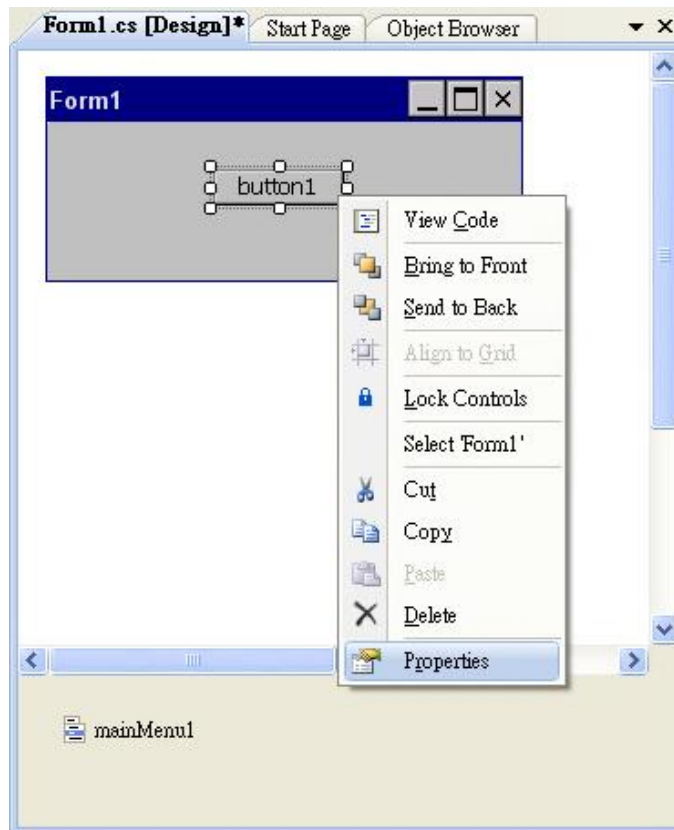 Form1.cs [Design]* Start Page Object Browser
Form1
button1
View Code
Bring to Front
Send to Back
Align to Grid
Lock Controls
Select 'Form1'
Cut
Copy
Paste
Delete
Properties
mainMenu1